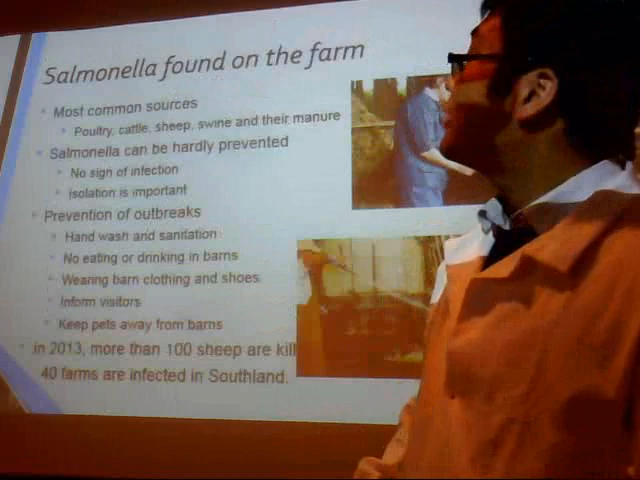 Salmonella found on the farm
Most common sources
Poultry, cattle, sheep, swine and their manure
Salmonella can be hardly prevented
No sign of infection
Isolation is important
Prevention of outbreaks
Hand wash and sanitation
No eating or drinking in barns
Wearing barn clothing and shoes
Inform visitors
Keep pets away from barns
In 2013, more than 100 sheep are kill
40 farms are infected in Southland.